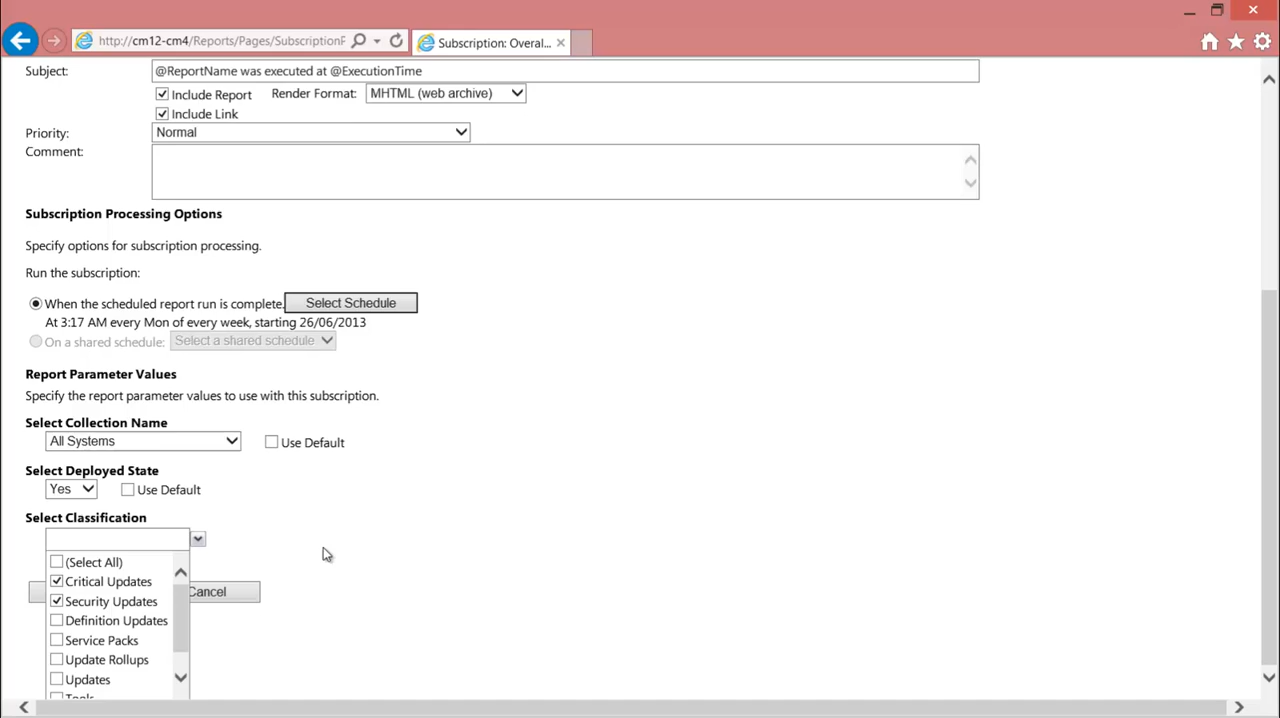 http://cm12-cm4/Reports/Pages/SubscriptionP
Subscription: Overal...
Subject:
@ReportName was executed at @ExecutionTime
Include Report
Render Format:
MHTML (web archive)
Include Link
Priority:
Normal
Comment:
Subscription Processing Options
Specify options for subscription processing.
Run the subscription:
When the scheduled report run is complete.
Select Schedule
At 3:17 AM every Mon of every week, starting 26/06/2013
On a shared schedule:
Select a shared schedule
Report Parameter Values
Specify the report parameter values to use with this subscription.
Select Collection Name
All Systems
Use Default
Select Deployed State
Yes
Use Default
Select Classification
(Select All)
Critical Updates
Cancel
Security Updates
Definition Updates
Service Packs
Update Rollups
Updates
Tools